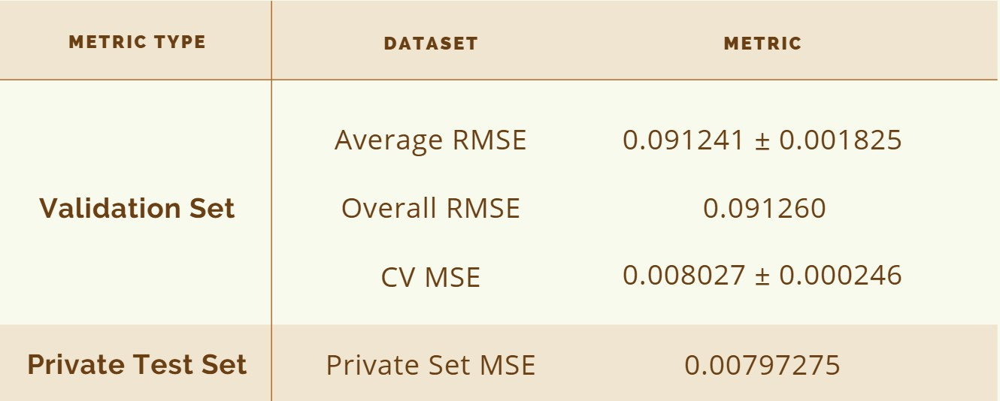 METRIC TYPE DATASET METRIC
Average RMSE 0.091241 ± 0.001825
Validation Set Overall RMSE 0.091260
CV MSE 0.008027 ± 0.000246
Private Test Set Private Set MSE 0.00797275